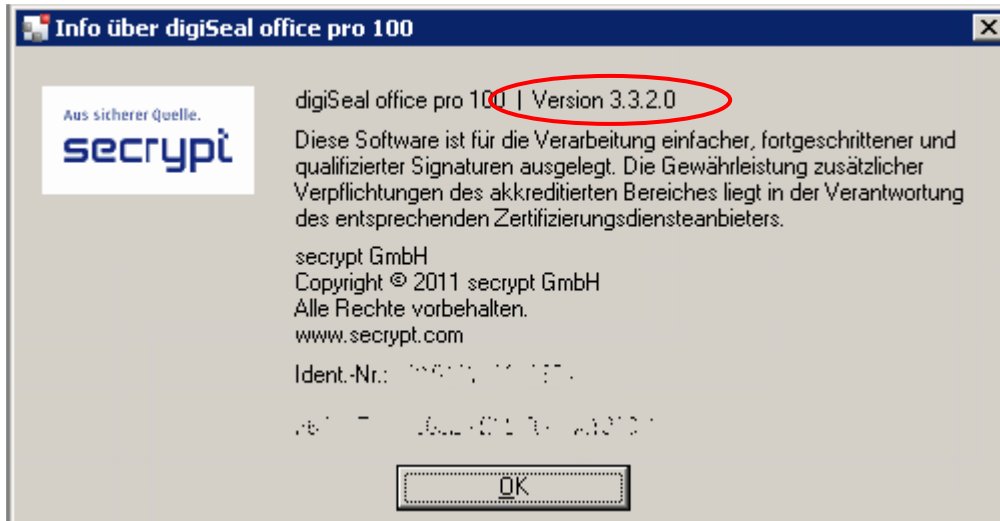 Info über digiSeal office pro 100
Aus sicherer Quelle.
secrypt
digiSeal office pro 100 | Version 3.3.2.0
Diese Software ist für die Verarbeitung einfacher, fortgeschrittener und
qualifizierter Signaturen ausgelegt. Die Gewährleistung zusätzlicher
Verpflichtungen des akkreditierten Bereiches liegt in der Verantwortung
des entsprechenden Zertifizierungsdiensteanbieters.
secrypt GmbH
Copyright © 2011 secrypt GmbH
Alle Rechte vorbehalten.
www.secrypt.com
Ident.-Nr.:
OK